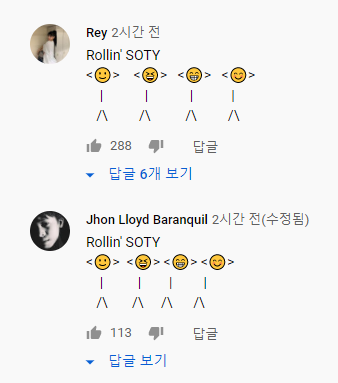 Rey 2시간 전
Rollin' SOTY
<🙂> <😆> <😁> <😊>
| | | |
/\ /\ /\ /\
288 답글
답글 6개 보기
Jhon Lloyd Baranquil 2시간 전(수정됨)
Rollin' SOTY
<🙂> <😆> <😁> <😊>
| | | |
/\ /\ /\ /\
113 답글
답글 보기